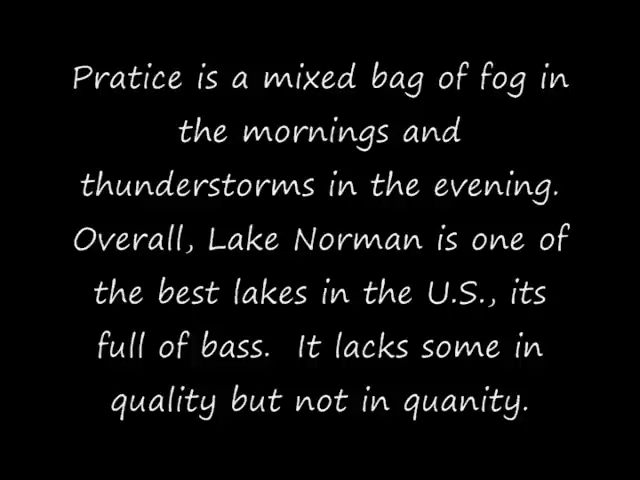 Pratice is a mixed bag of fog in
the mornings and
thunderstorms in the evening.
Overall, Lake Norman is one of
the best lakes in the U.S., its
full of bass.  It lacks some in
quality but not in quanity.